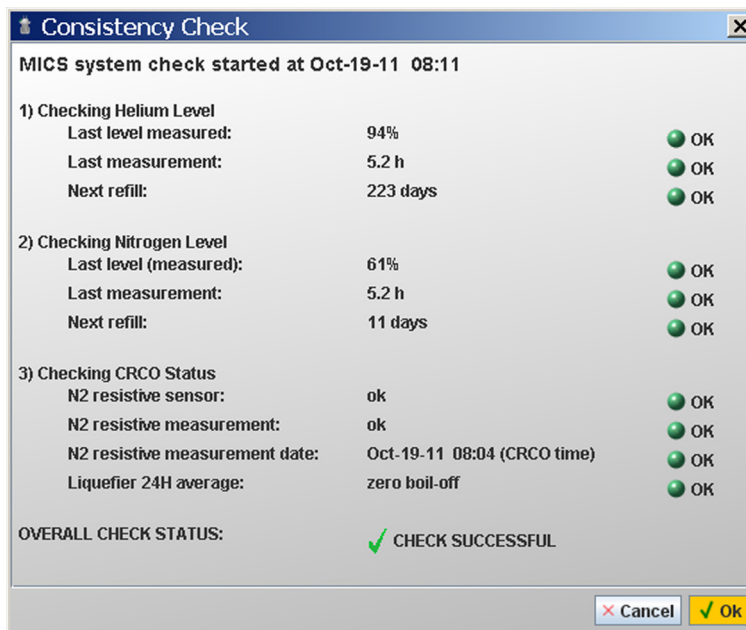 Consistency Check
MICS system check started at Oct-19-11 08:11
1) Checking Helium Level
Last level measured: 94% OK
Last measurement: 5.2 h OK
Next refill: 223 days OK
2) Checking Nitrogen Level
Last level (measured): 61% OK
Last measurement: 5.2 h OK
Next refill: 11 days OK
3) Checking CRCO Status
N2 resistive sensor: ok OK
N2 resistive measurement: ok OK
N2 resistive measurement date: Oct-19-11 08:04 (CRCO time) OK
Liquefier 24H average: zero boil-off OK
OVERALL CHECK STATUS: CHECK SUCCESSFUL
Cancel Ok